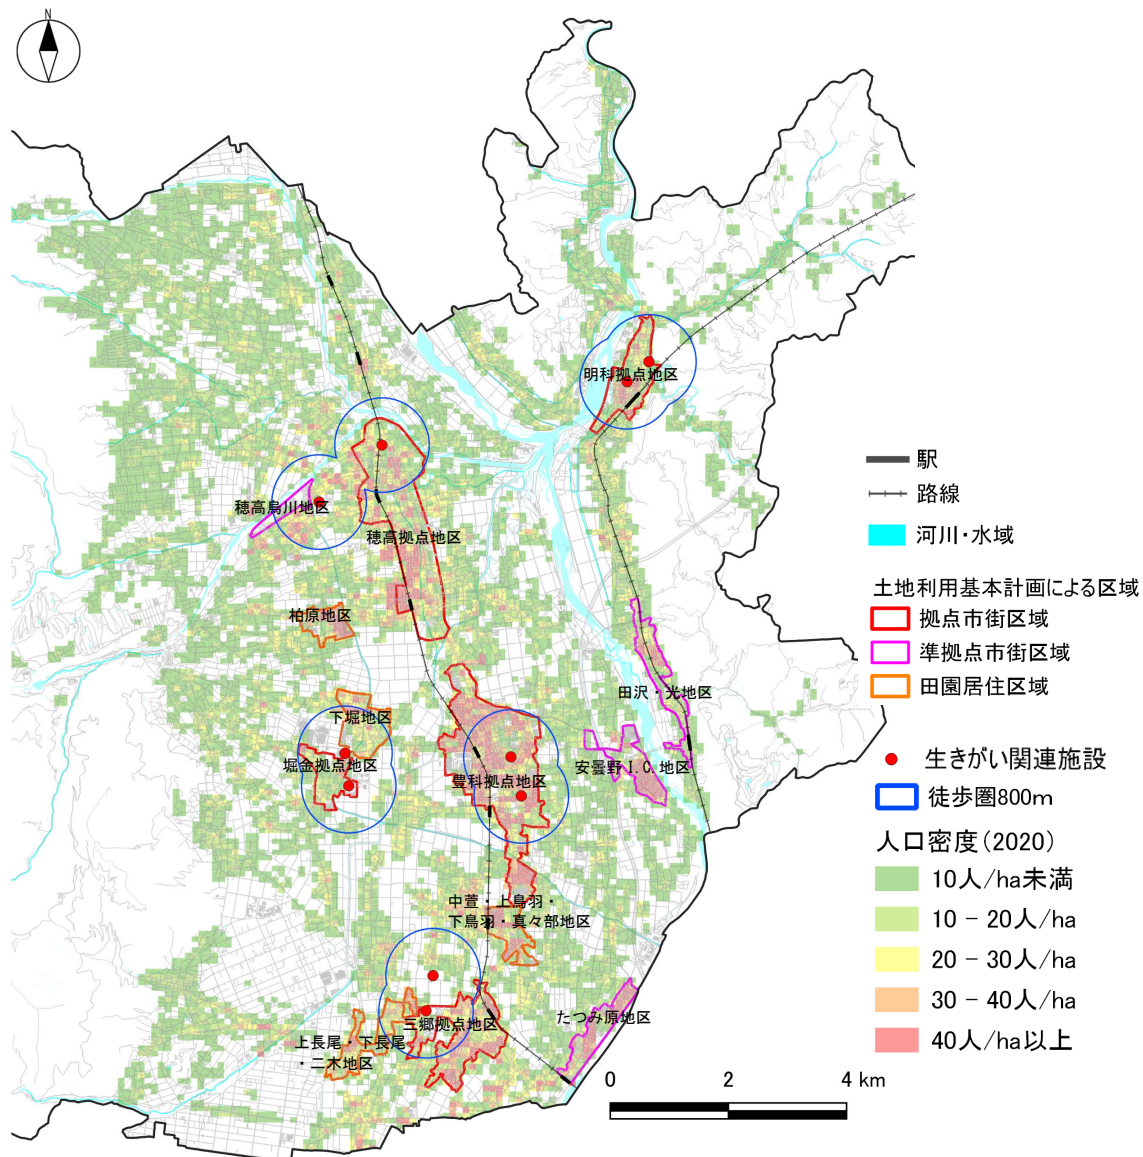 N
明科拠点地区
穂高烏川地区
穂高拠点地区
柏原地区
田沢・光地区
下堀地区
堀金拠点地区
豊科拠点地区
安曇野I.C.地区
中萱・上鳥羽・
下鳥羽・真々部地区
三郷拠点地区
たつみ原地区
上長尾・下長尾
・二木地区
駅
路線
河川・水域
土地利用基本計画による区域
拠点市街区域
準拠点市街区域
田園居住区域
生きがい関連施設
徒歩圏800m
人口密度(2020)
10人/ha未満
10 - 20人/ha
20 - 30人/ha
30 - 40人/ha
40人/ha以上
0 2 4 km